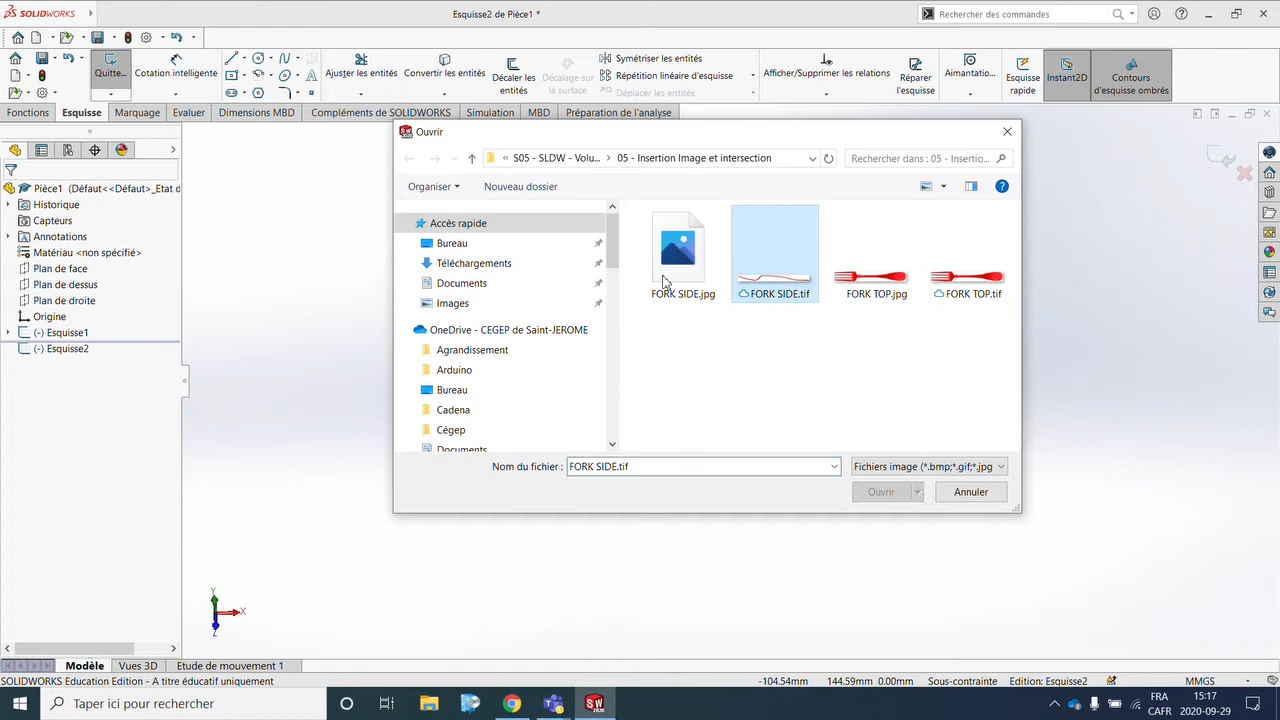 SOLIDWORKS
Esquisse2 de Pièce1 *
Rechercher des commandes
Quitte...
Cotation intelligente
Ajuster les entités
Convertir les entités
Décaler les entités
Décalage sur la surface
Symétriser les entités
Répétition linéaire d'esquisse
Déplacer les entités
Afficher/Supprimer les relations
Réparer l'esquisse
Aimantatio...
Esquisse rapide
Instant2D
Contours d'esquisse ombrés
Fonctions
Esquisse
Marquage
Evaluer
Dimensions MBD
Compléments de SOLIDWORKS
Simulation
MBD
Préparation de l'analyse
Pièce1 (Défaut<<Défaut>_Etat d
Historique
Capteurs
Annotations
Matériau <non spécifié>
Plan de face
Plan de dessus
Plan de droite
Origine
(-) Esquisse1
(-) Esquisse2
SW
2020
Ouvrir
« S05 - SLDW - Volu... > 05 - Insertion Image et intersection
Rechercher dans : 05 - Insertio...
Organiser
Nouveau dossier
Accès rapide
Bureau
Téléchargements
Documents
Images
OneDrive - CEGEP de Saint-JEROME
Agrandissement
Arduino
Bureau
Cadena
Cégep
Documents
FORK SIDE.jpg
FORK SIDE.tif
FORK TOP.jpg
FORK TOP.tif
Nom du fichier :
FORK SIDE.tif
Fichiers image (*.bmp;*.gif;*.jpg
Ouvrir
Annuler
Y
X
Z
Modèle
Vues 3D
Etude de mouvement 1
SOLIDWORKS Education Edition - A titre éducatif uniquement
-104.54mm
144.59mm
0.00mm
Sous-contrainte
Edition: Esquisse2
MMGS
Taper ici pour rechercher
SW
2020
FRA
CAFR
15:17
2020-09-29